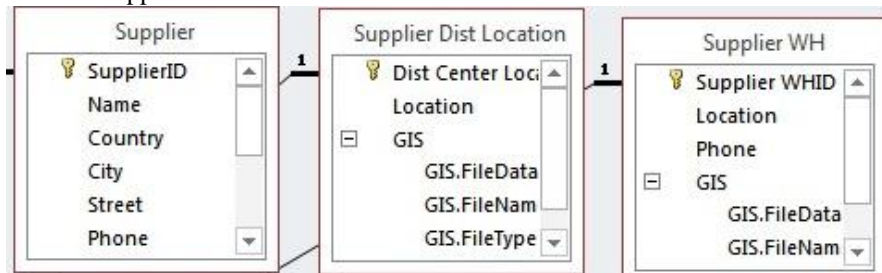 Supplier
SupplierID
Name
Country
City
Street
Phone
1
Supplier Dist Location
Dist Center Loca
Location
GIS
GIS.FileData
GIS.FileNam
GIS.FileType
1
Supplier WH
Supplier WHID
Location
Phone
GIS
GIS.FileData
GIS.FileNam